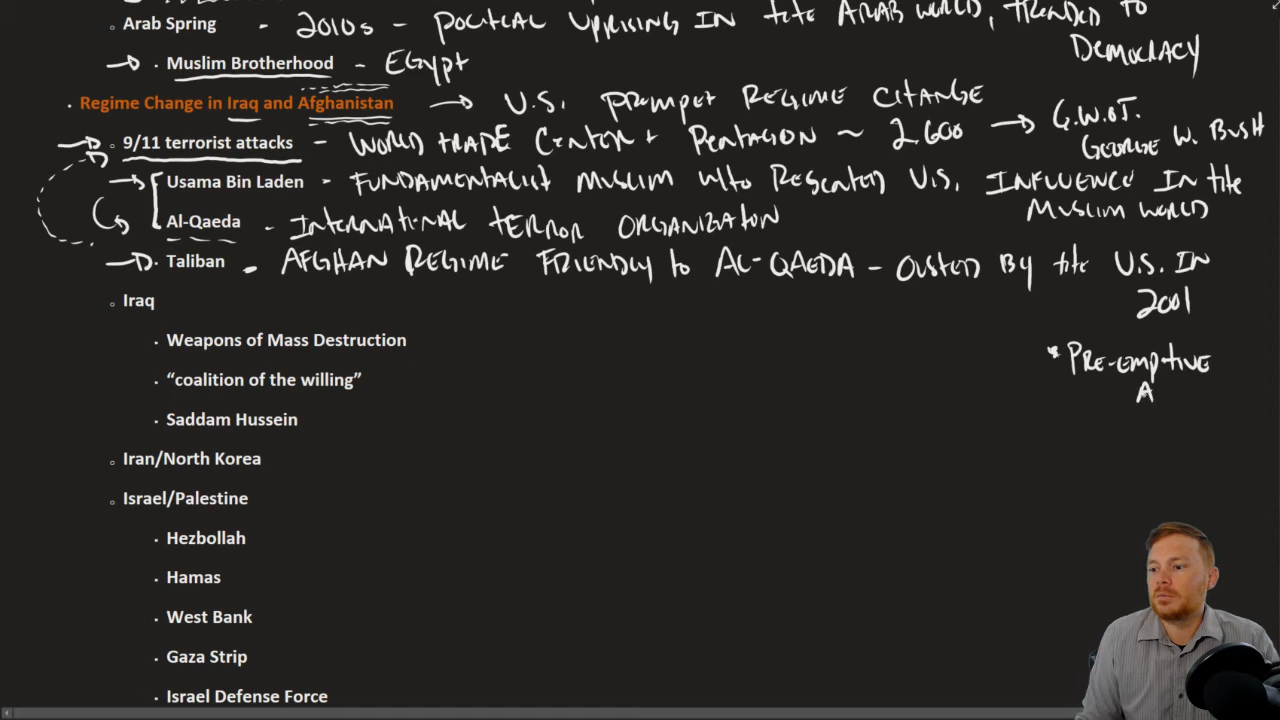 Arab Spring - 2010s - POLITICAL UPRISING IN THE ARAB WORLD, TRENDED TO
DEMOCRACY
Muslim Brotherhood - EGYPT
Regime Change in Iraq and Afghanistan U.S. PROMPET REGIME CHANGE
9/11 terrorist attacks - WORLD TRADE CENTER + PENTAGON ~ 2,600 G.W.O.T.
GEORGE W. BUSH
Usama Bin Laden - FUNDAMENTALIST MUSLIM WHO RESENTED U.S. INFLUENCE IN THE
MUSLIM WORLD
Al-Qaeda - INTERNATIONAL TERROR ORGANIZATION
Taliban - AFGHAN REGIME FRIENDLY TO AL-QAEDA - OUSTED BY THE U.S. IN
2001
Iraq
Weapons of Mass Destruction
* PRE-EMPTIVE
A
“coalition of the willing”
Saddam Hussein
Iran/North Korea
Israel/Palestine
Hezbollah
Hamas
West Bank
Gaza Strip
Israel Defense Force